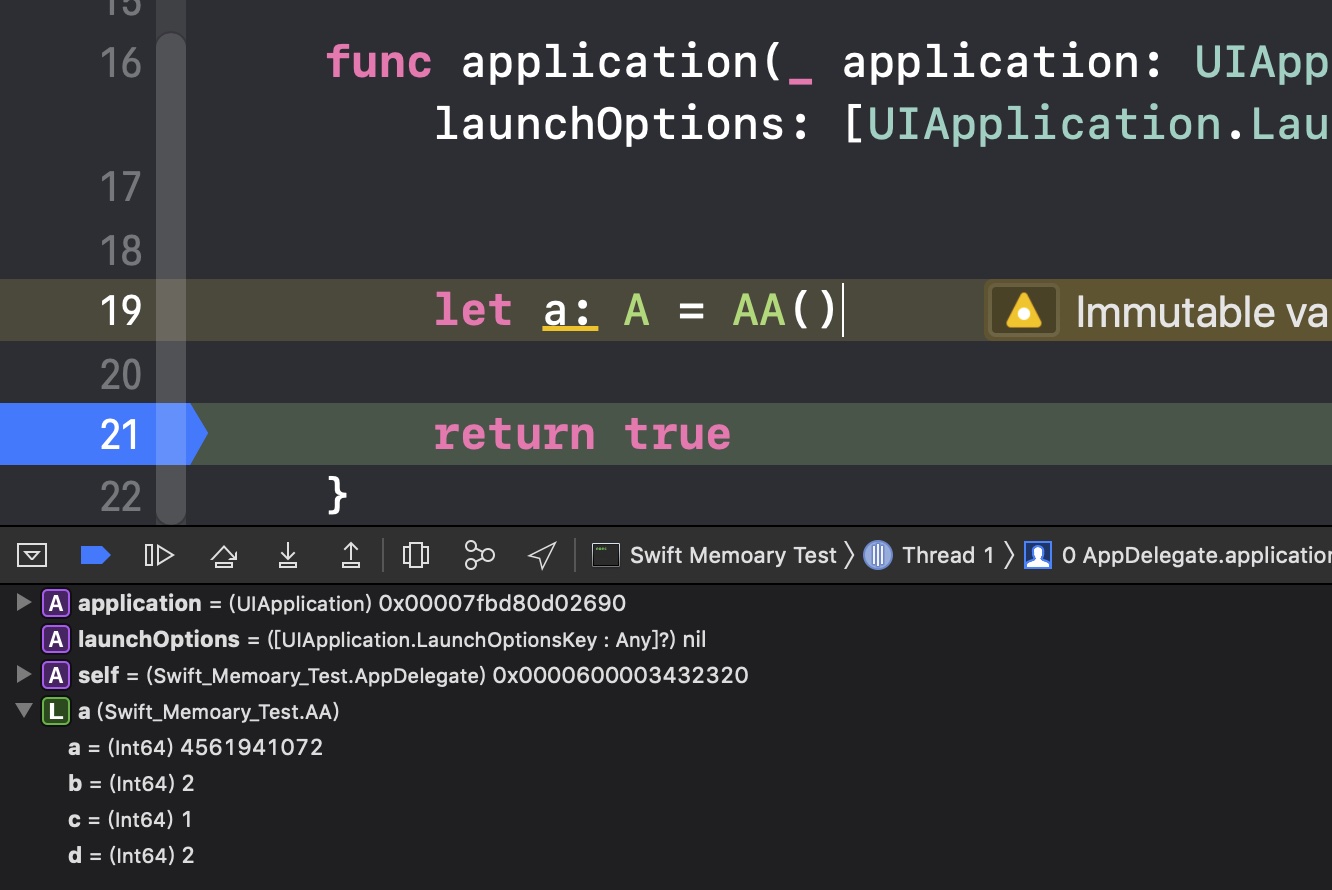 15
16 func application(_ application: UIApp
launchOptions: [UIApplication.Lau
17
18
19 let a: A = AA() Immutable va
20
21 return true
22 }
Swift Memoary Test Thread 1 0 AppDelegate.application
A application = (UIApplication) 0x00007fbd80d02690
A launchOptions = ([UIApplication.LaunchOptionsKey : Any]?) nil
A self = (Swift_Memoary_Test.AppDelegate) 0x0000600003432320
L a (Swift_Memoary_Test.AA)
a = (Int64) 4561941072
b = (Int64) 2
c = (Int64) 1
d = (Int64) 2